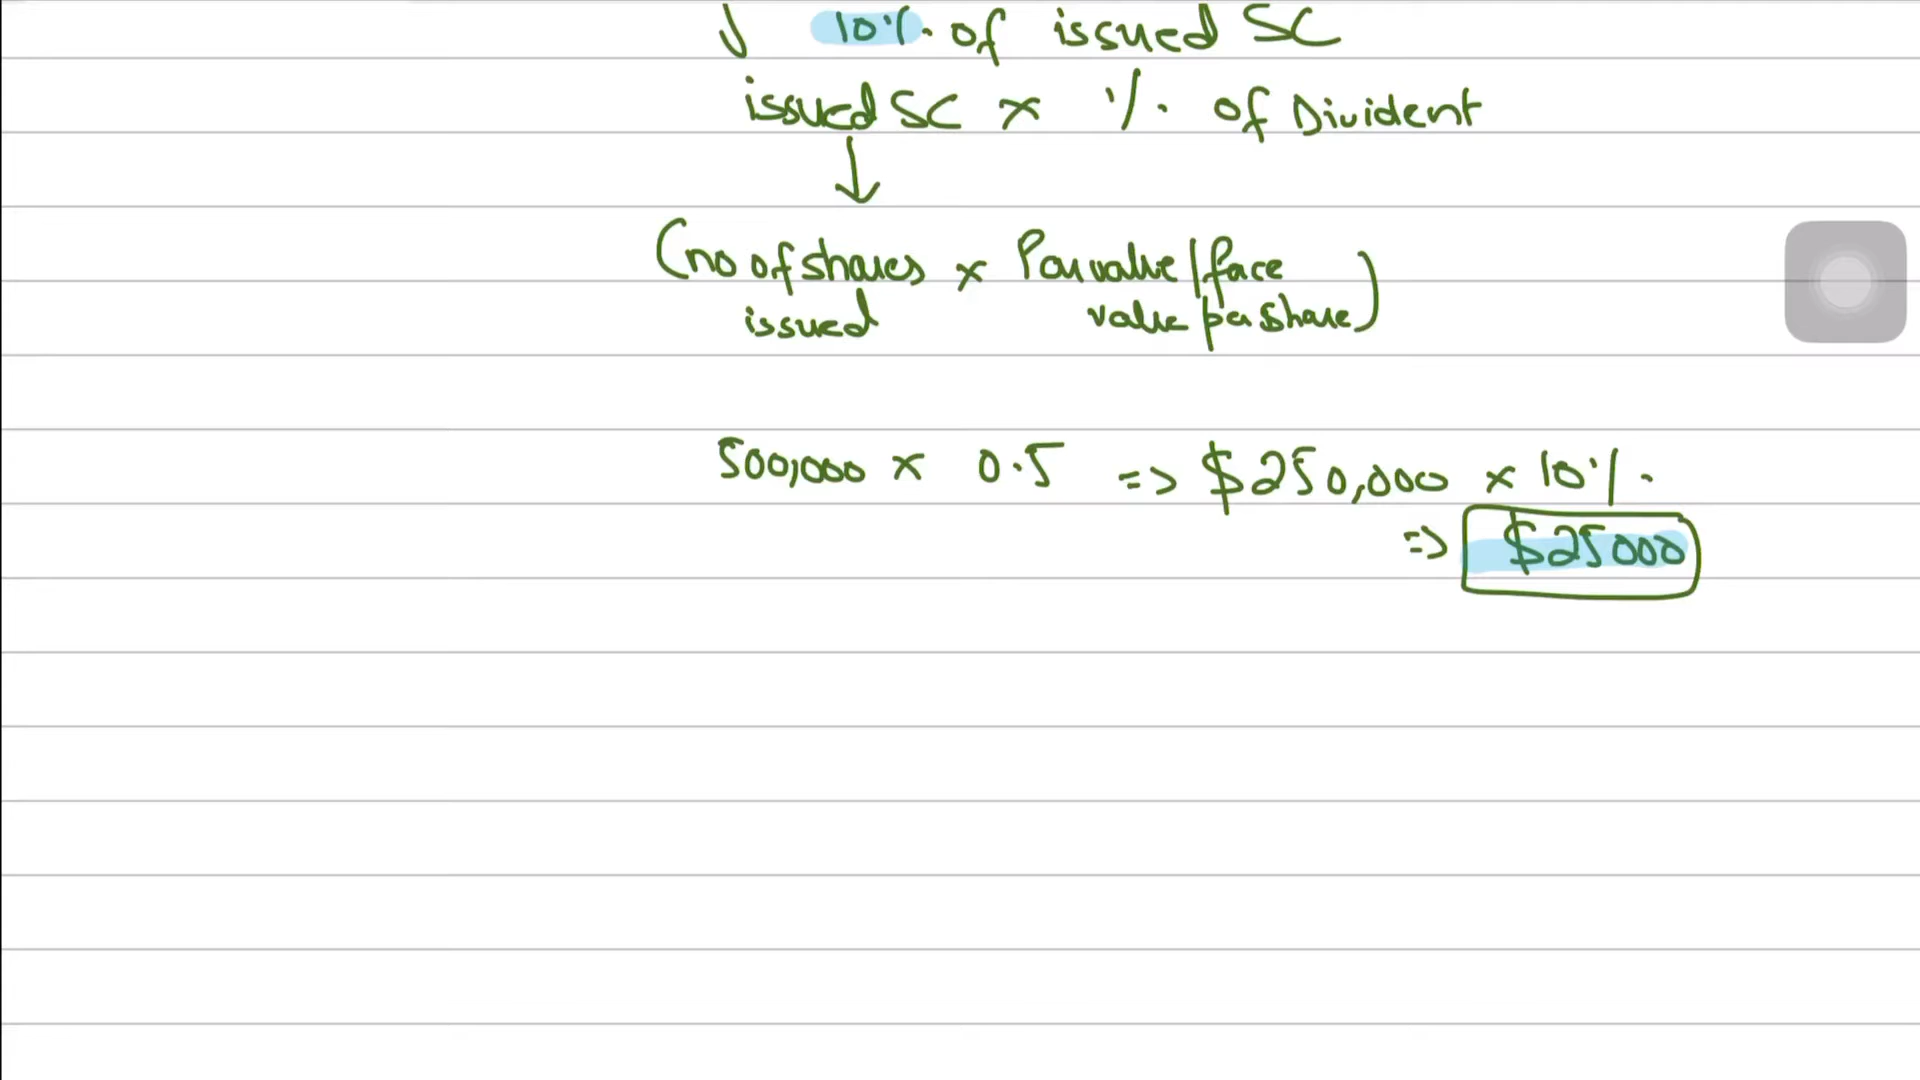 10% of issued SC
issued SC × % of Divident
(no of shares × Par value / face
issued value per share)
500,000 × 0.5 => $250,000 × 10%
=> $25000